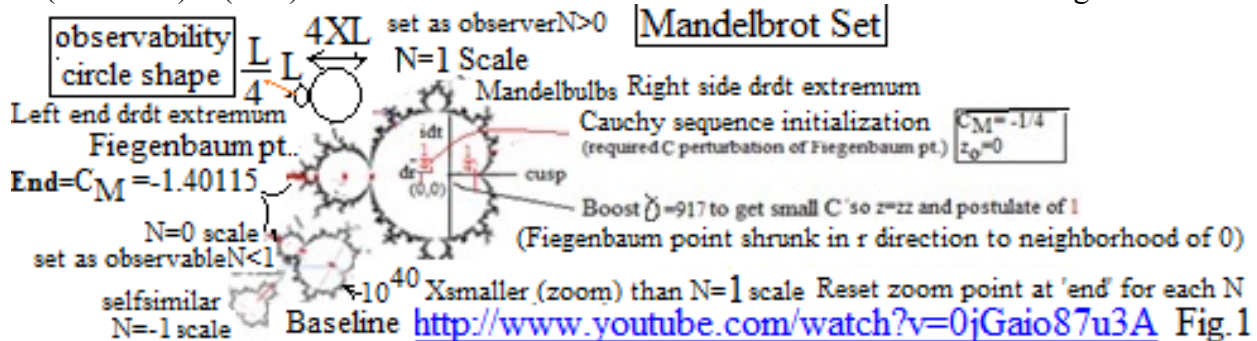 observability
circle shape
L
4
L
4XL
set as observerN>0
N=1 Scale
Mandelbrot Set
Mandelbulbs Right side drdt extremum
Left end drdt extremum
Fiegenbaum pt..
End=C_M =-1.40115
idt
dr
(0,0)
Cauchy sequence initialization
(required C perturbation of Fiegenbaum pt.)
C_M= -1/4
z_o=0
cusp
Boost =917 to get small C so z=zz and postulate of 1
(Fiegenbaum point shrunk in r direction to neighborhood of 0)
N=0 scale
set as observableN<1
selfsimilar
N=-1 scale
-10^40 Xsmaller (zoom) than N=1 scale Reset zoom point at 'end' for each N
Baseline http://www.youtube.com/watch?v=0jGaio87u3A Fig.1